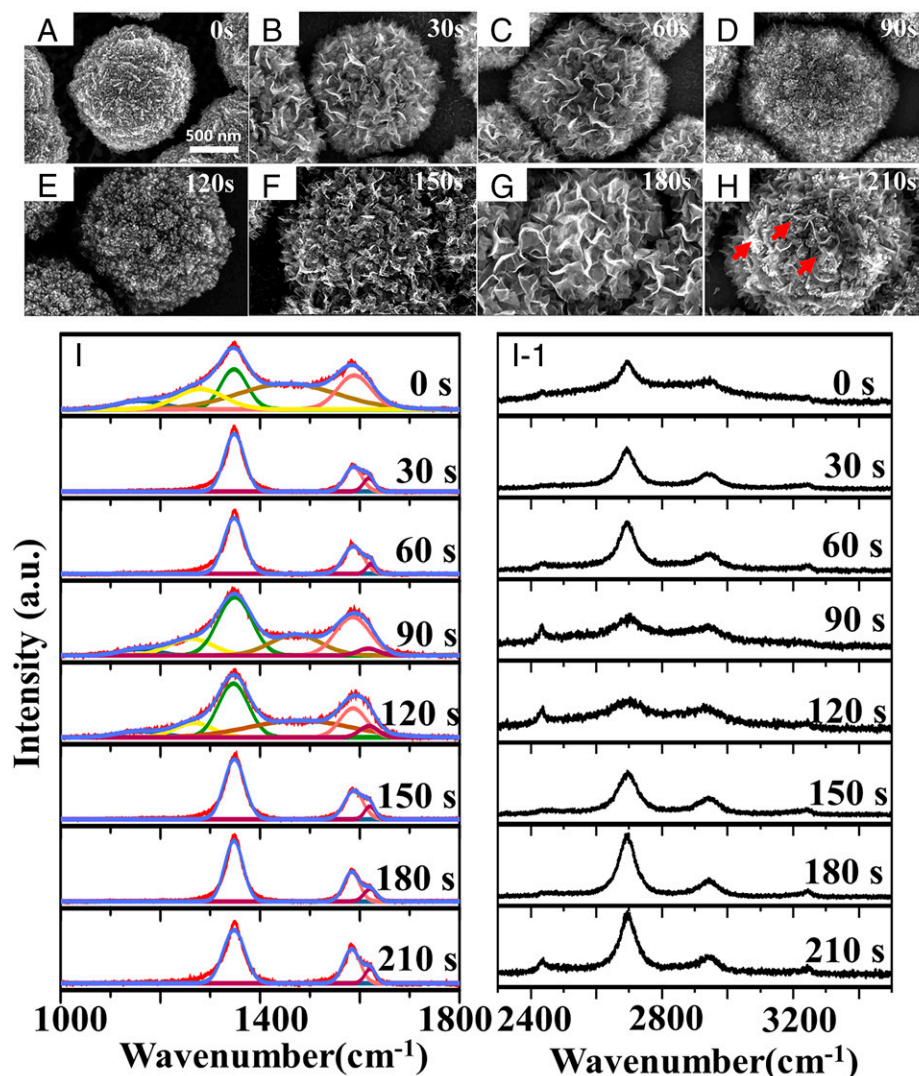 A 0s
500 nm
B 30s
C 60s
D 90s
E 120s
F 150s
G 180s
H 210s
I
0 s
30 s
60 s
90 s
120 s
150 s
180 s
210 s
Intensity (a.u.)
1000 1400 1800
Wavenumber(cm-1)
I-1
0 s
30 s
60 s
90 s
120 s
150 s
180 s
210 s
2400 2800 3200
Wavenumber(cm-1)